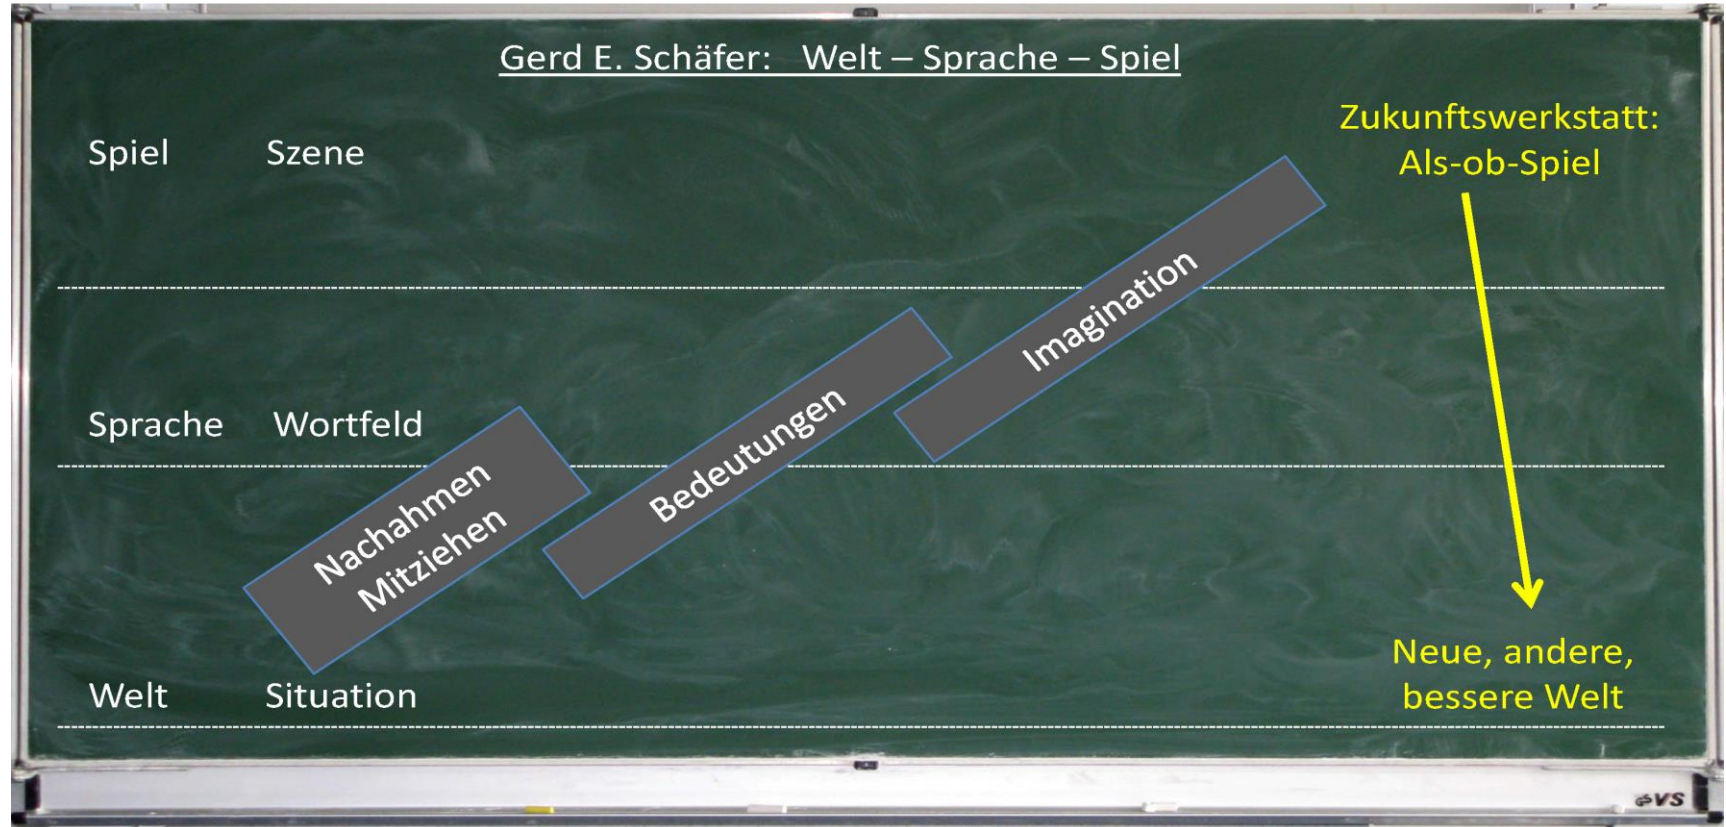 Gerd E. Schäfer: Welt – Sprache – Spiel
Zukunftswerkstatt:
Als-ob-Spiel
Spiel Szene
Imagination
Sprache Wortfeld
Bedeutungen
Nachahmen
Mitziehen
Neue, andere,
bessere Welt
Welt Situation
VS